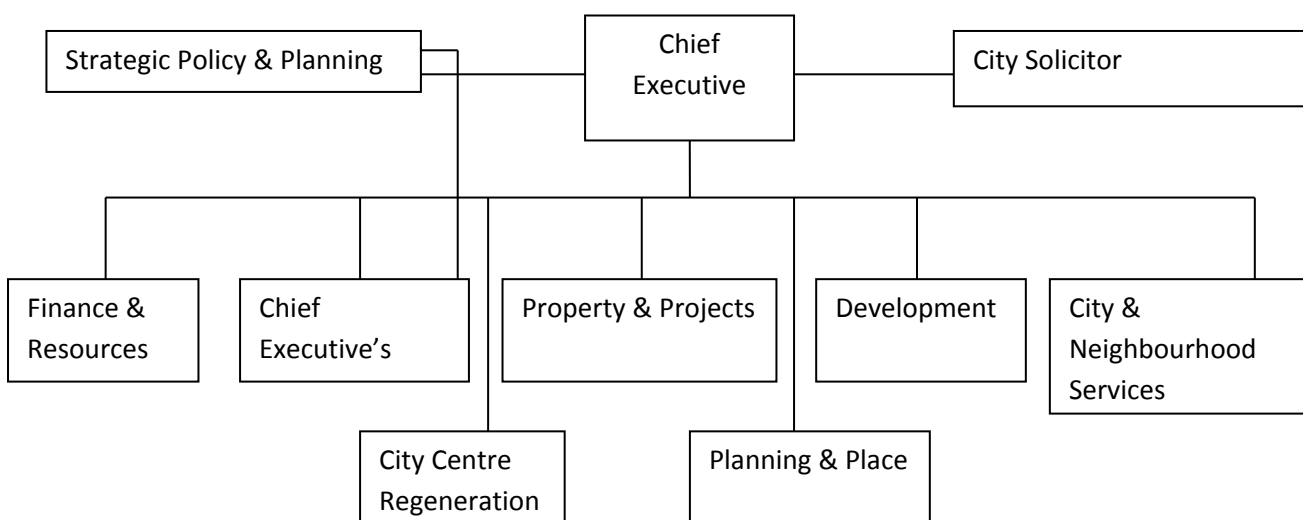 Strategic Policy & Planning
Chief
Executive
City Solicitor
Finance &
Resources
Chief
Executive’s
Property & Projects
Development
City &
Neighbourhood
Services
City Centre
Regeneration
Planning & Place